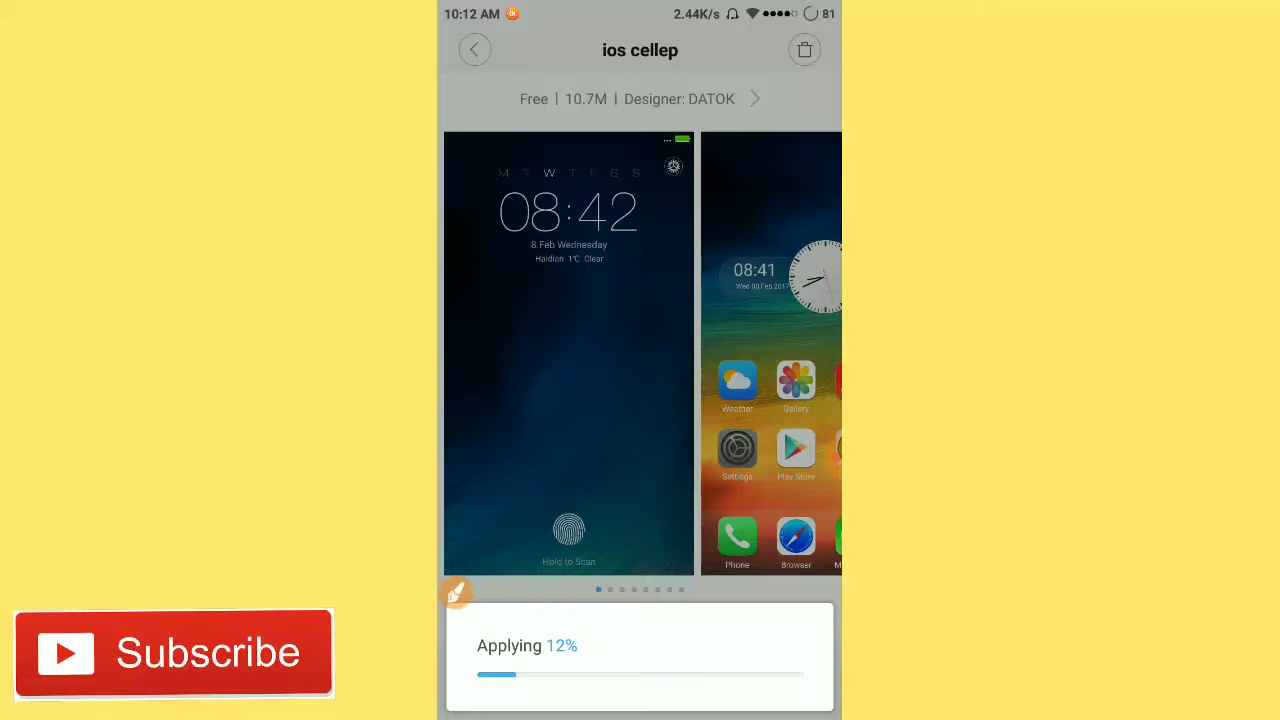 10:12 AM 2.44K/s 81
ios cellep
Free | 10.7M | Designer: DATOK
M T W T F S S
08:42
8.Feb Wednesday
Haidian 1℃ Clear
Hold to Scan
08:41
Wed 08.Feb 2017
Weather Gallery
Settings Play Store
Phone Browser M
Applying 12%
Subscribe